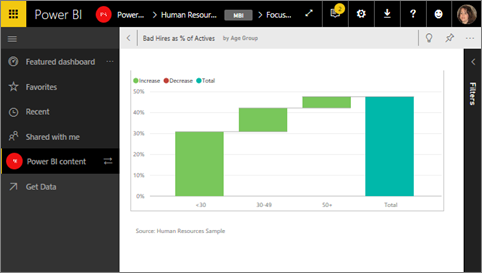 Power BI
Power...
Human Resour...
MBI
Focus...
2
?
Bad Hires as % of Actives by Age Group
Featured dashboard
Favorites
Recent
Shared with me
Power BI content
Get Data
Filters
Increase Decrease Total
50%
40%
30%
20%
10%
0%
<30 30-49 50+ Total
Source: Human Resources Sample